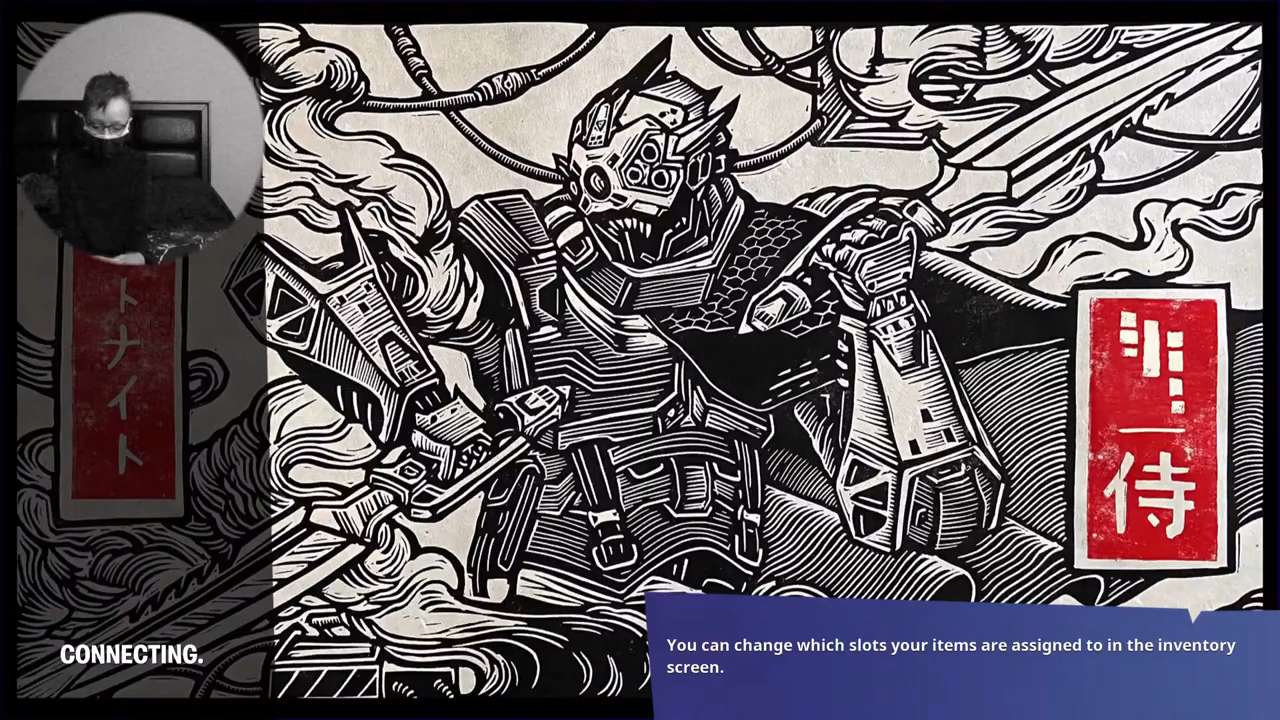 トナイト
侍
CONNECTING.
You can change which slots your items are assigned to in the inventory
screen.